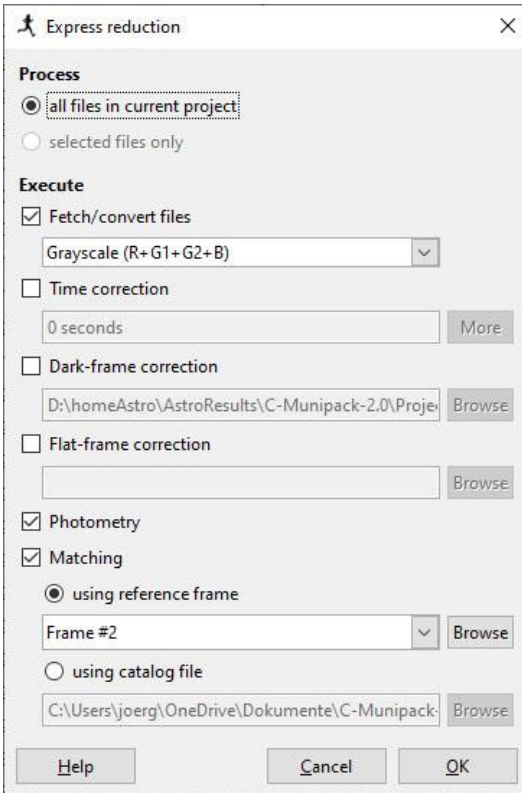 Express reduction
Process
all files in current project
selected files only
Execute
Fetch/convert files
Grayscale (R+G1+G2+B)
Time correction
0 seconds More
Dark-frame correction
D:\homeAstro\AstroResults\C-Munipack-2.0\Projec Browse
Flat-frame correction
Browse
Photometry
Matching
using reference frame
Frame #2 Browse
using catalog file
C:\Users\joerg\OneDrive\Dokumente\C-Munipack- Browse
Help Cancel OK